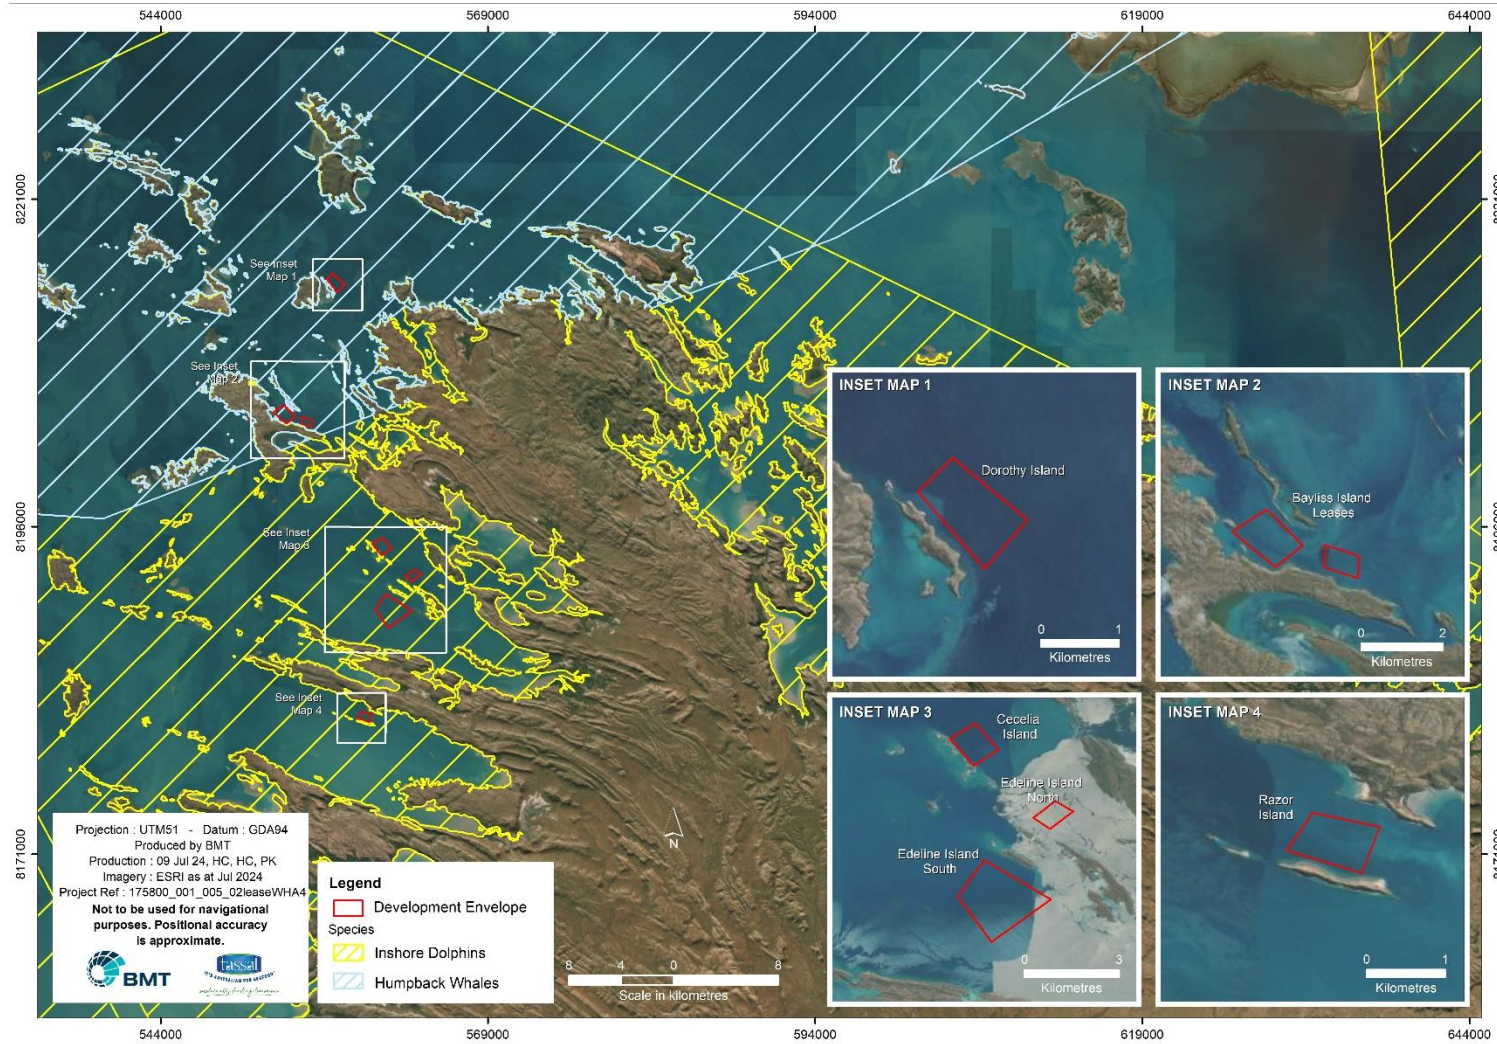 544000
569000
594000
619000
644000
8221000
8221000
See Inset
Map 1
See Inset
Map 2
INSET MAP 1
Dorothy Island
0 1
Kilometres
INSET MAP 2
Bayliss Island
Leases
0 2
Kilometres
8196000
8196000
See Inset
Map 3
See Inset
Map 4
INSET MAP 3
Cecelia
Island
Edeline Island
North
Edeline Island
South
0 3
Kilometres
INSET MAP 4
Razor
Island
0 1
Kilometres
8171000
8171000
N
Projection : UTM51 - Datum : GDA94
Produced by BMT
Production : 09 Jul 24, HC, HC, PK
Imagery : ESRI as at Jul 2024
Project Ref : 175800_001_005_02leaseWHA4
Not to be used for navigational
purposes. Positional accuracy
is approximate.
BMT
tassal
Legend
Development Envelope
Species
Inshore Dolphins
Humpback Whales
8 4 0 8
Scale in kilometres
544000
569000
594000
619000
644000